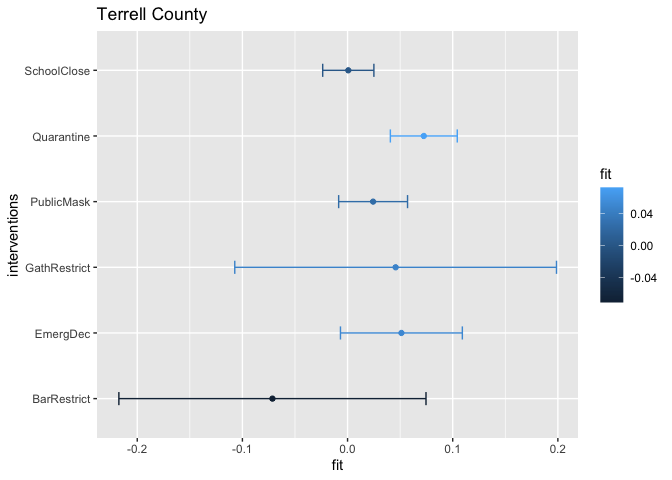 Terrell County
interventions
SchoolClose
Quarantine
PublicMask
GathRestrict
EmergDec
BarRestrict
-0.2 -0.1 0.0 0.1 0.2
fit
fit
0.04
0.00
-0.04